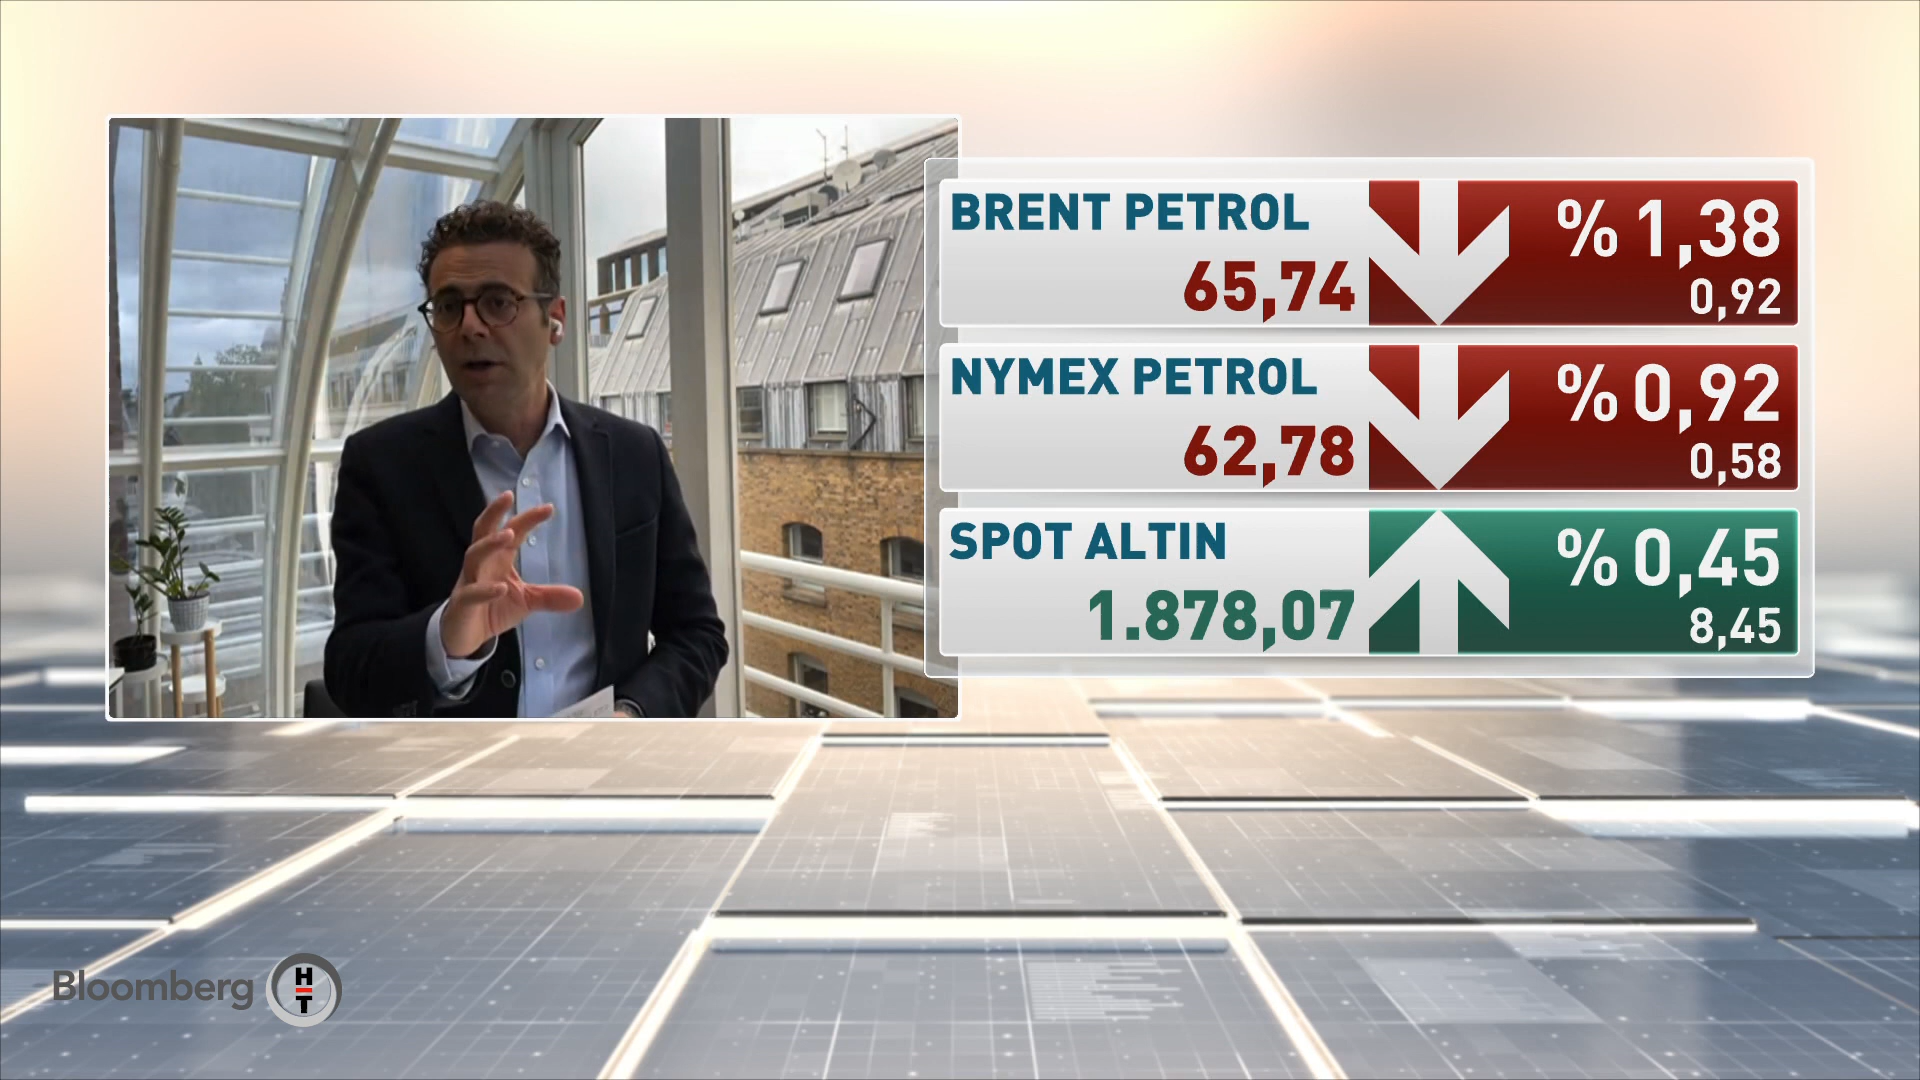 BRENT PETROL
65,74
% 1,38
0,92
NYMEX PETROL
62,78
% 0,92
0,58
SPOT ALTIN
1.878,07
% 0,45
8,45
Bloomberg HT